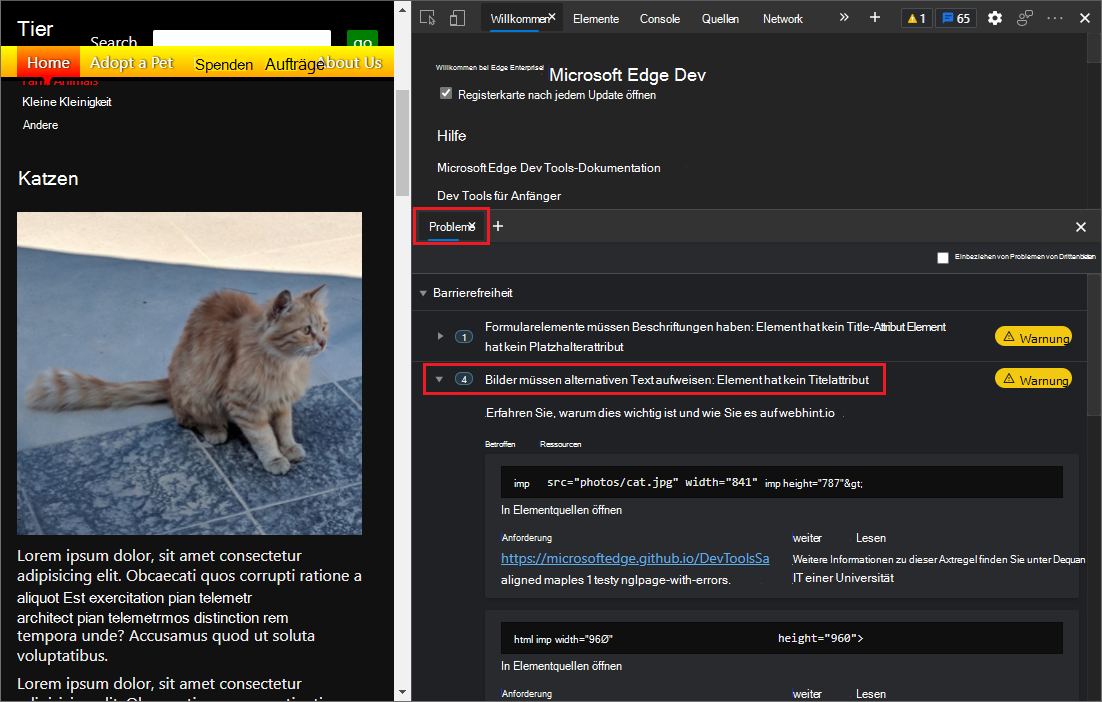 Tier
Search
go
Home
Adopt a Pet
Spenden
Aufträge
About Us
Farm Animals
Kleine Kleinigkeit
Andere
Katzen
Lorem ipsum dolor, sit amet consectetur
adipisicing elit. Obcaecati quos corrupti ratione a
aliquot Est exercitation pian telemetr
architect pian telemetrmos distinction rem
tempora unde? Accusamus quod ut soluta
voluptatibus.
Lorem ipsum dolor, sit amet consectetur
Willkommen
Elemente
Console
Quellen
Network
1
65
Willkommen bei Edge Enterprise!
Microsoft Edge Dev
Registerkarte nach jedem Update öffnen
Hilfe
Microsoft Edge Dev Tools-Dokumentation
Dev Tools für Anfänger
Probleme
Einbeziehen von Problemen von Drittanbietern
Barrierefreiheit
1
Formularelemente müssen Beschriftungen haben: Element hat kein Title-Attribut Element
hat kein Platzhalterattribut
Warnung
4
Bilder müssen alternativen Text aufweisen: Element hat kein Titelattribut
Warnung
Erfahren Sie, warum dies wichtig ist und wie Sie es auf webhint.io .
Betroffen
Ressourcen
imp src="photos/cat.jpg" width="841" imp height="787"&gt;
In Elementquellen öffnen
Anforderung
weiter
Lesen
https://microsoftedge.github.io/DevToolsSa
Weitere Informationen zu dieser Axtregel finden Sie unter Dequan
aligned maples 1 testy nglpage-with-errors.
IT einer Universität
html imp width="96Ø" height="960">
In Elementquellen öffnen
Anforderung
weiter
Lesen